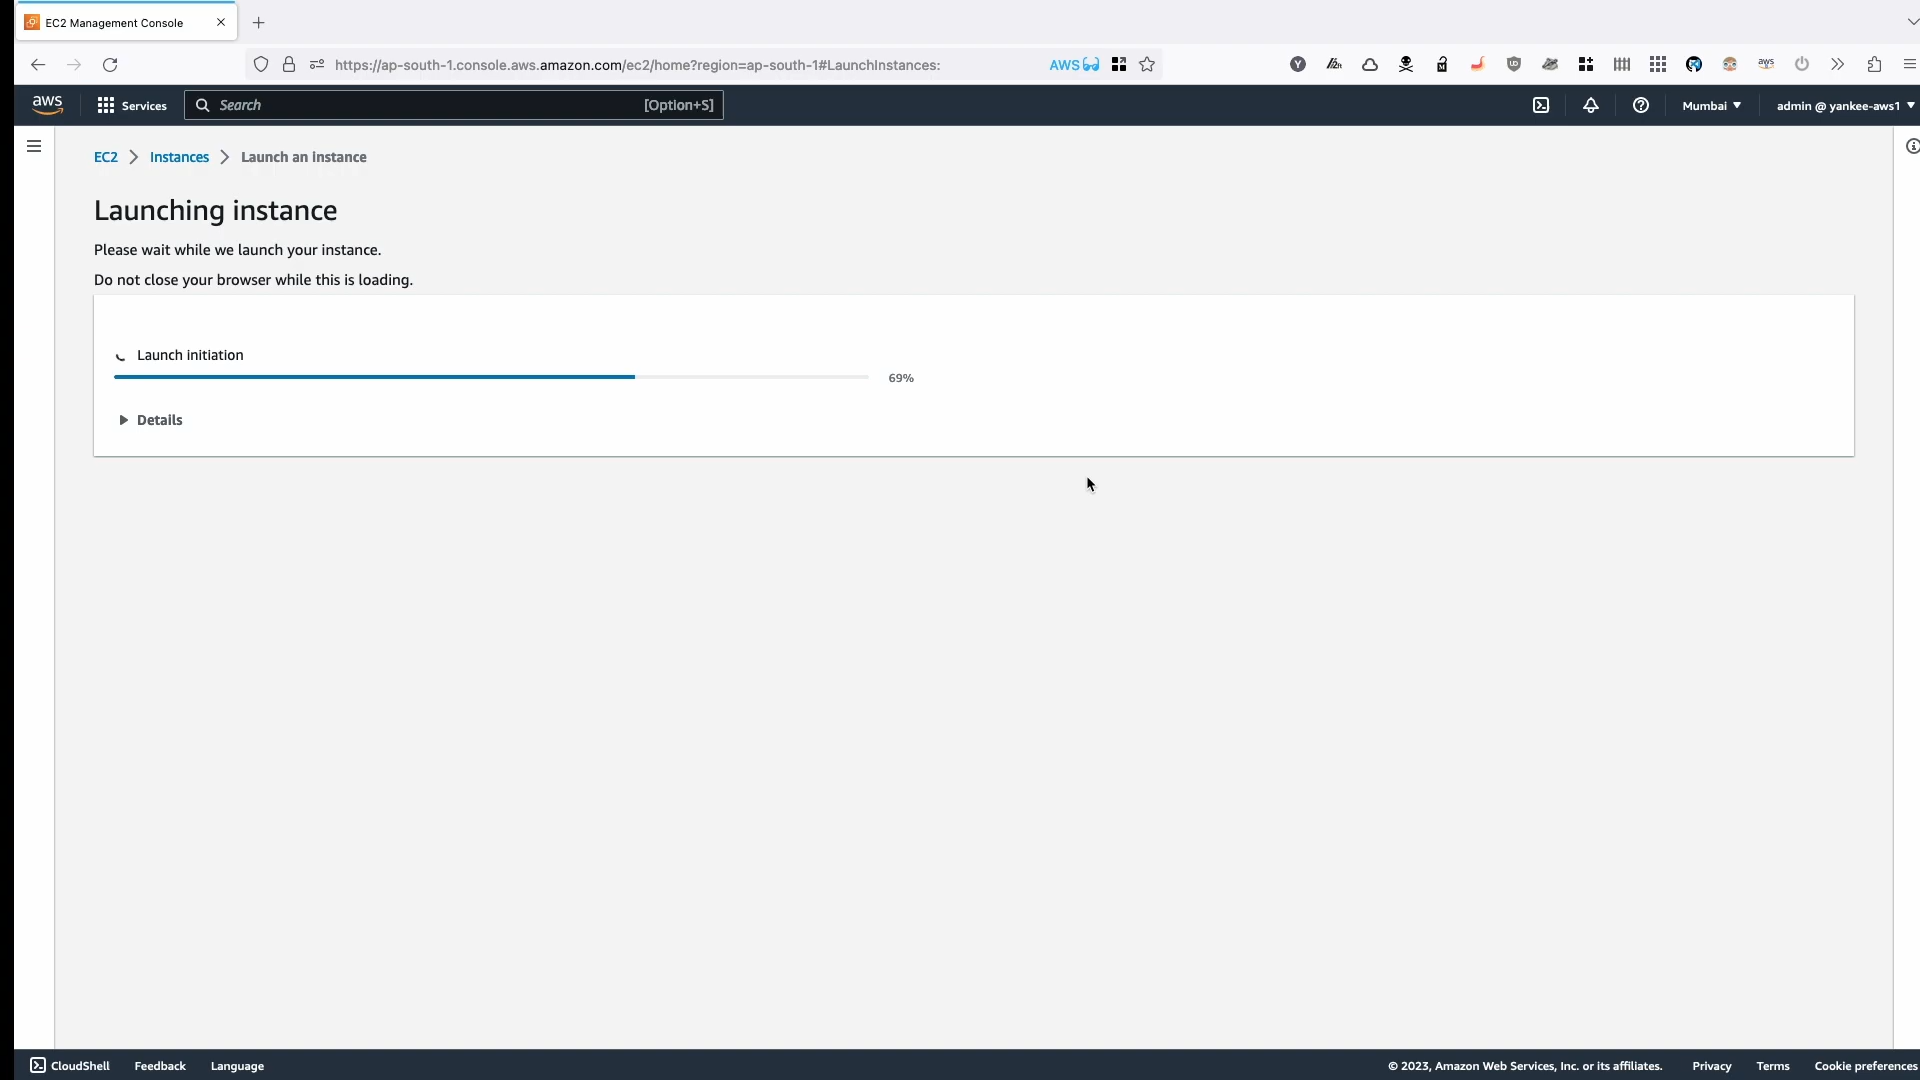 EC2 Management Console
https://ap-south-1.console.aws.amazon.com/ec2/home?region=ap-south-1#LaunchInstances:
AWS
aws
Services
Search
[Option+S]
Mumbai
admin @ yankee-aws1
EC2
Instances
Launch an instance
Launching instance
Please wait while we launch your instance.
Do not close your browser while this is loading.
Launch initiation
69%
Details
CloudShell
Feedback
Language
© 2023, Amazon Web Services, Inc. or its affiliates.
Privacy
Terms
Cookie preferences